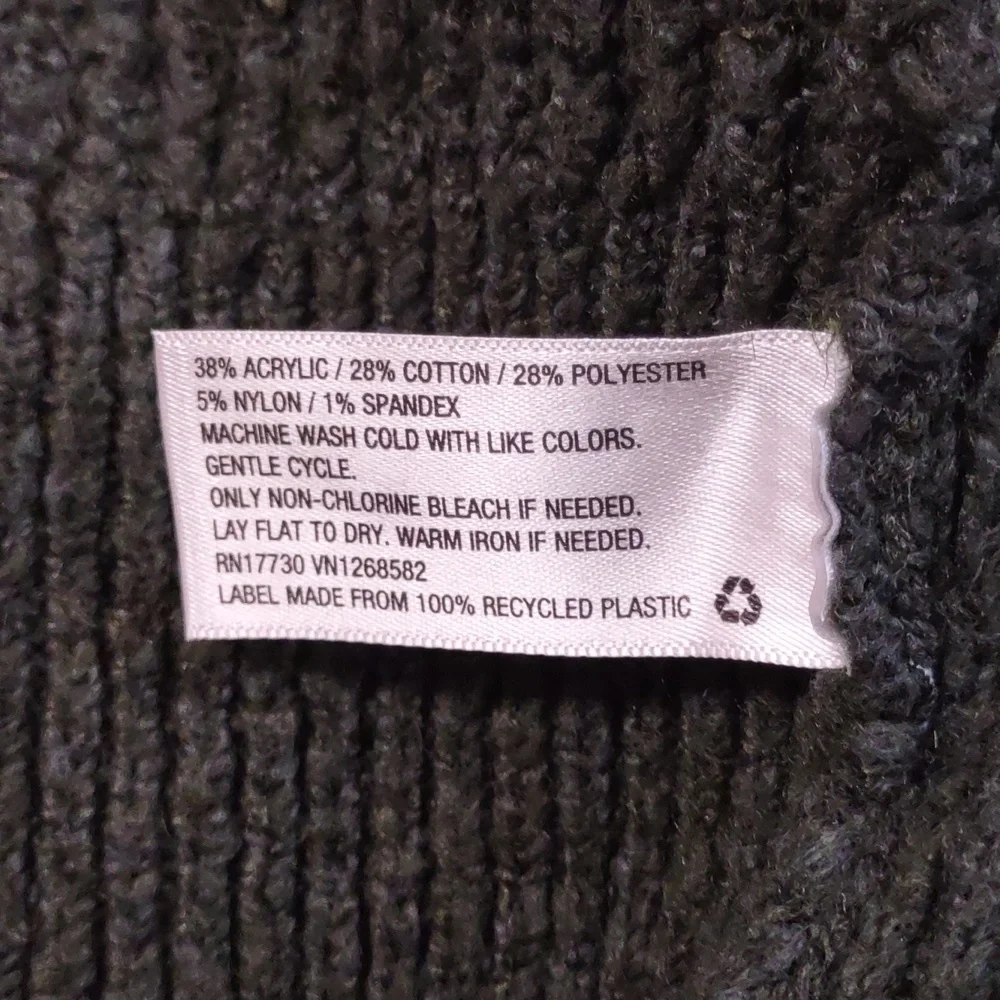 38% ACRYLIC / 28% COTTON / 28% POLYESTER
5% NYLON / 1% SPANDEX
MACHINE WASH COLD WITH LIKE COLORS.
GENTLE CYCLE.
ONLY NON-CHLORINE BLEACH IF NEEDED.
LAY FLAT TO DRY. WARM IRON IF NEEDED.
RN17730 VN1268582
LABEL MADE FROM 100% RECYCLED PLASTIC